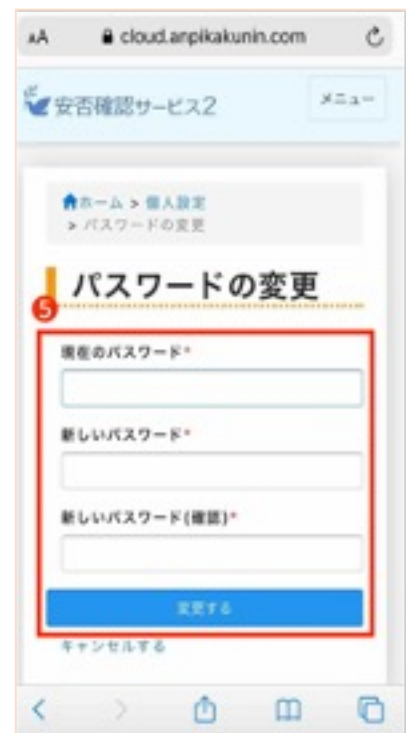 AA cloud.anpikakunin.com
安否確認サービス2 メニュー
ホーム > 個人設定
> パスワードの変更
パスワードの変更
5
現在のパスワード*
新しいパスワード*
新しいパスワード(確認)*
変更する
キャンセルする